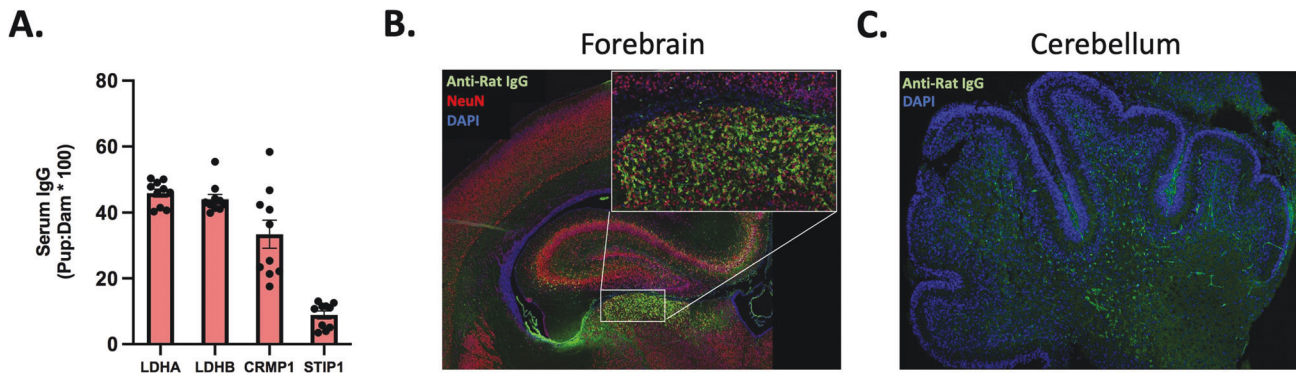 A.
Serum IgG
(Pup:Dam * 100)
80
60
40
20
0
LDHA LDHB CRMP1 STIP1
B.
Forebrain
Anti-Rat IgG
NeuN
DAPI
C.
Cerebellum
Anti-Rat IgG
DAPI